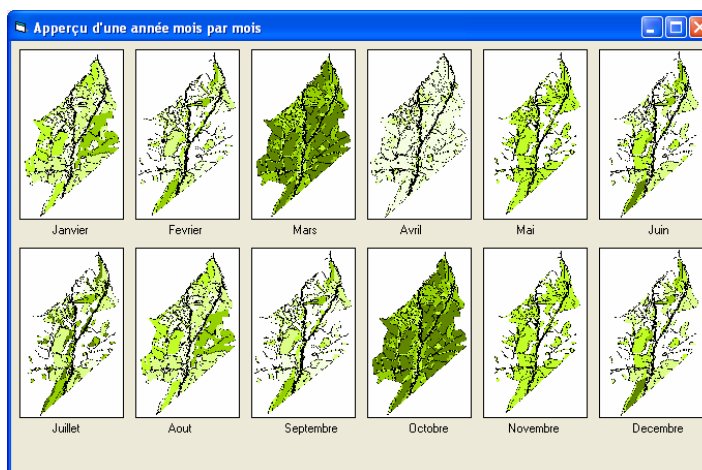 Apperçu d'une année mois par mois
Janvier Fevrier Mars Avril Mai Juin
Juillet Aout Septembre Octobre Novembre Decembre